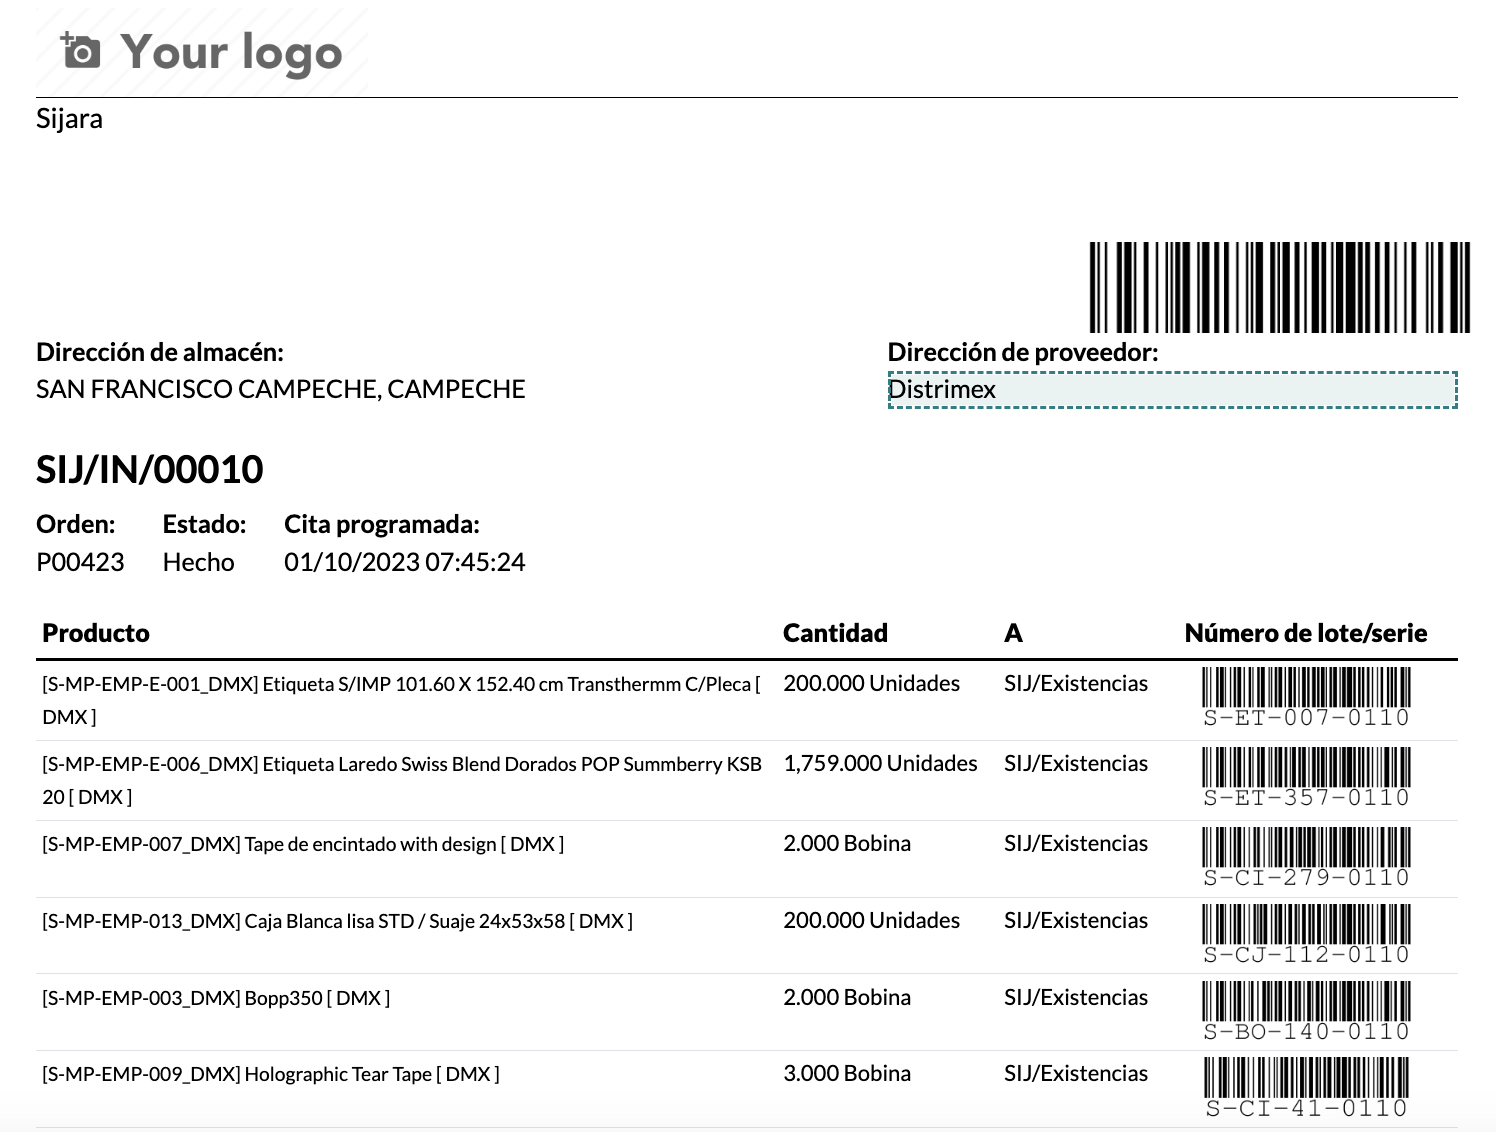 Your logo
Sijara
Dirección de almacén:
SAN FRANCISCO CAMPECHE, CAMPECHE
Dirección de proveedor:
Distrimex
SIJ/IN/00010
Orden: Estado: Cita programada:
P00423 Hecho 01/10/2023 07:45:24
Producto Cantidad A Número de lote/serie
[S-MP-EMP-E-001_DMX] Etiqueta S/IMP 101.60 X 152.40 cm Transthermm C/Pleca [ 200.000 Unidades SIJ/Existencias
DMX ] S-ET-007-0110
[S-MP-EMP-E-006_DMX] Etiqueta Laredo Swiss Blend Dorados POP Summberry KSB 1,759.000 Unidades SIJ/Existencias
20 [ DMX ] S-ET-357-0110
[S-MP-EMP-007_DMX] Tape de encintado with design [ DMX ] 2.000 Bobina SIJ/Existencias
S-CI-279-0110
[S-MP-EMP-013_DMX] Caja Blanca lisa STD / Suaje 24x53x58 [ DMX ] 200.000 Unidades SIJ/Existencias
S-CJ-112-0110
[S-MP-EMP-003_DMX] Bopp350 [ DMX ] 2.000 Bobina SIJ/Existencias
S-BO-140-0110
[S-MP-EMP-009_DMX] Holographic Tear Tape [ DMX ] 3.000 Bobina SIJ/Existencias
S-CI-41-0110